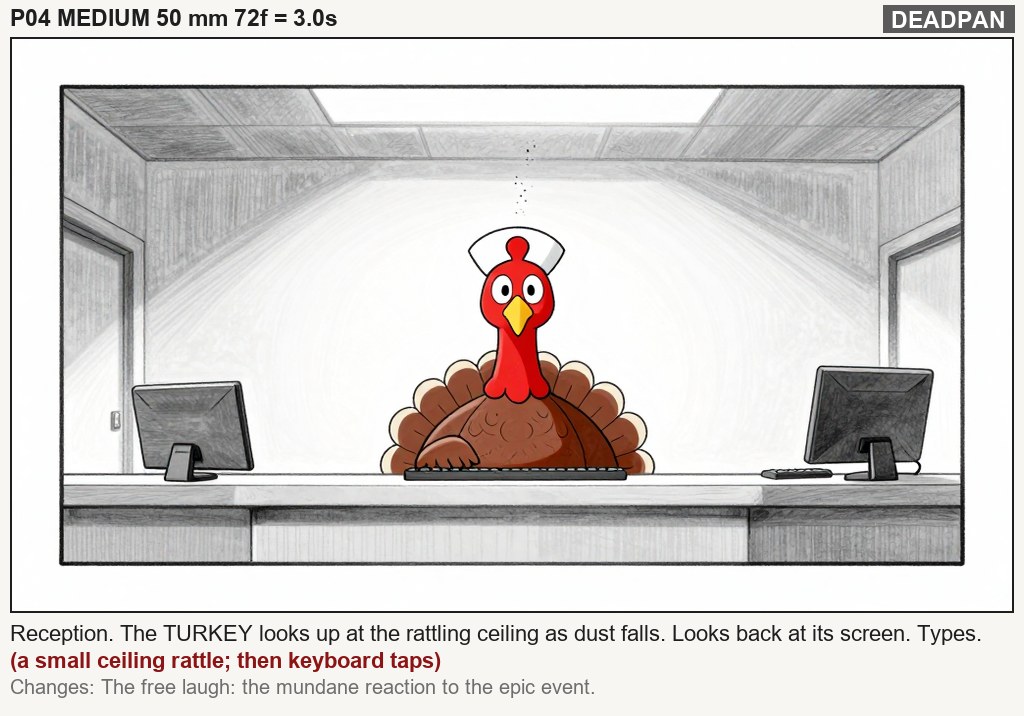 P04 MEDIUM 50 mm 72f = 3.0s
DEADPAN
Reception. The TURKEY looks up at the rattling ceiling as dust falls. Looks back at its screen. Types.
(a small ceiling rattle; then keyboard taps)
Changes: The free laugh: the mundane reaction to the epic event.